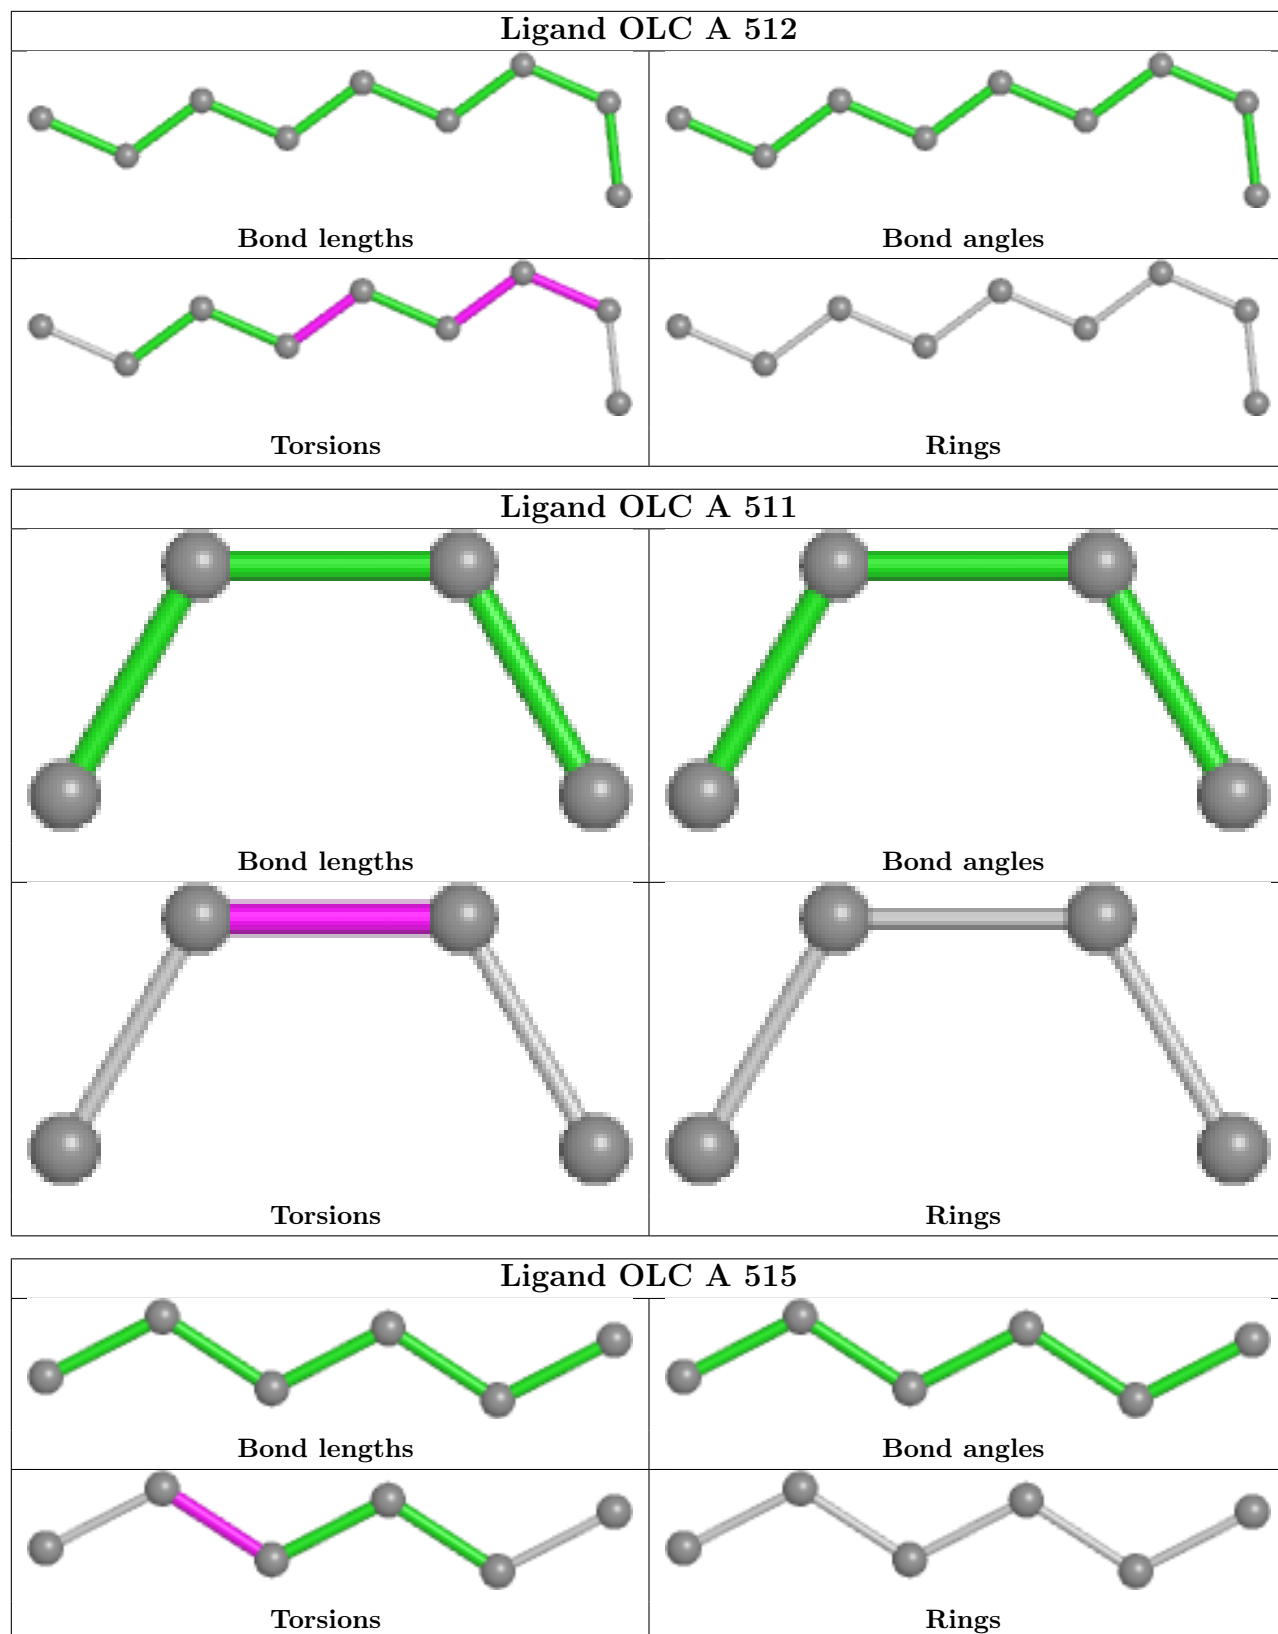 Ligand OLC A 512
Bond lengths
Bond angles
Torsions
Rings
Ligand OLC A 511
Bond lengths
Bond angles
Torsions
Rings
Ligand OLC A 515
Bond lengths
Bond angles
Torsions
Rings